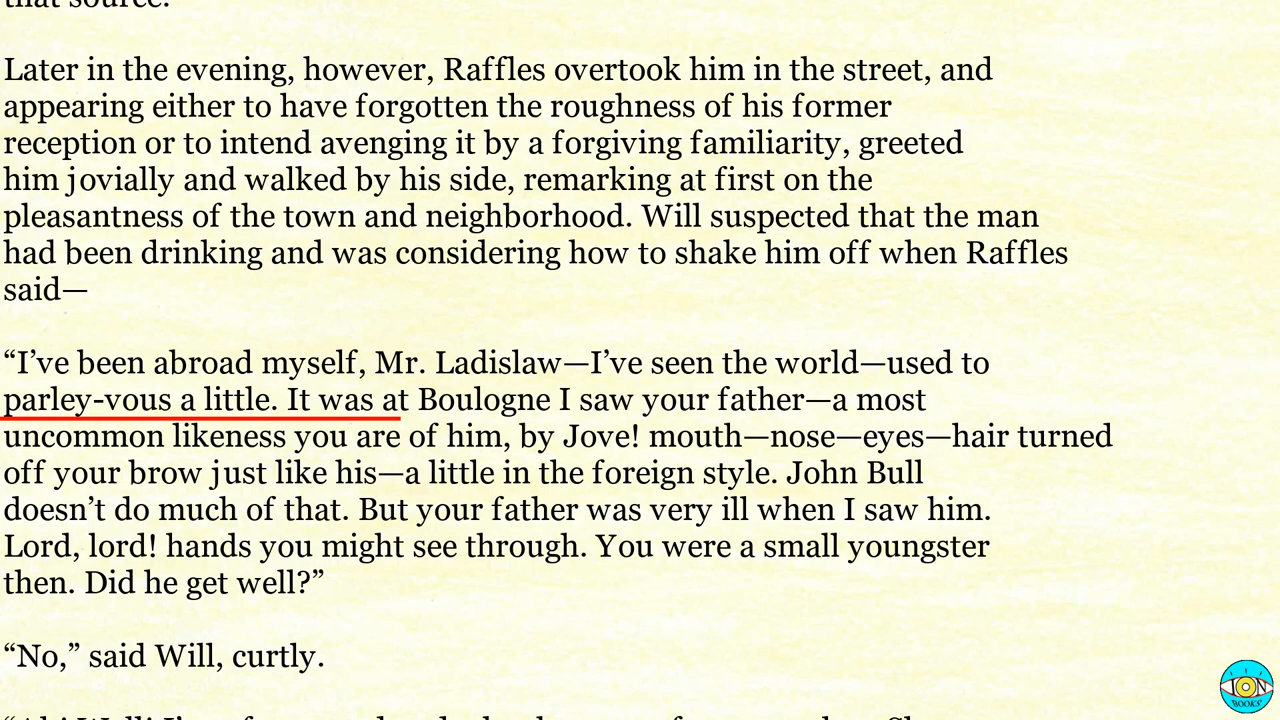 that source.
Later in the evening, however, Raffles overtook him in the street, and
appearing either to have forgotten the roughness of his former
reception or to intend avenging it by a forgiving familiarity, greeted
him jovially and walked by his side, remarking at first on the
pleasantness of the town and neighborhood. Will suspected that the man
had been drinking and was considering how to shake him off when Raffles
said—
“I’ve been abroad myself, Mr. Ladislaw—I’ve seen the world—used to
parley-vous a little. It was at Boulogne I saw your father—a most
uncommon likeness you are of him, by Jove! mouth—nose—eyes—hair turned
off your brow just like his—a little in the foreign style. John Bull
doesn’t do much of that. But your father was very ill when I saw him.
Lord, lord! hands you might see through. You were a small youngster
then. Did he get well?”
“No,” said Will, curtly.
ION
BOOKS